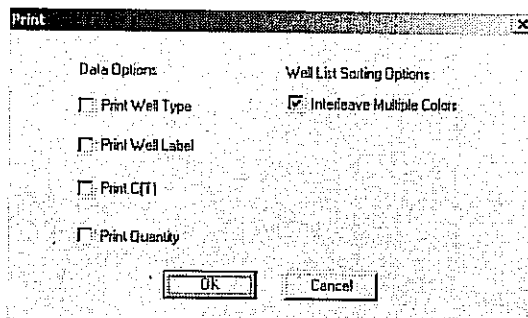 Print
Data Options
Print Well Type
Print Well Label
Print C(T)
Print Quantity
Well List Sorting Options
Interleave Multiple Colors
OK
Cancel